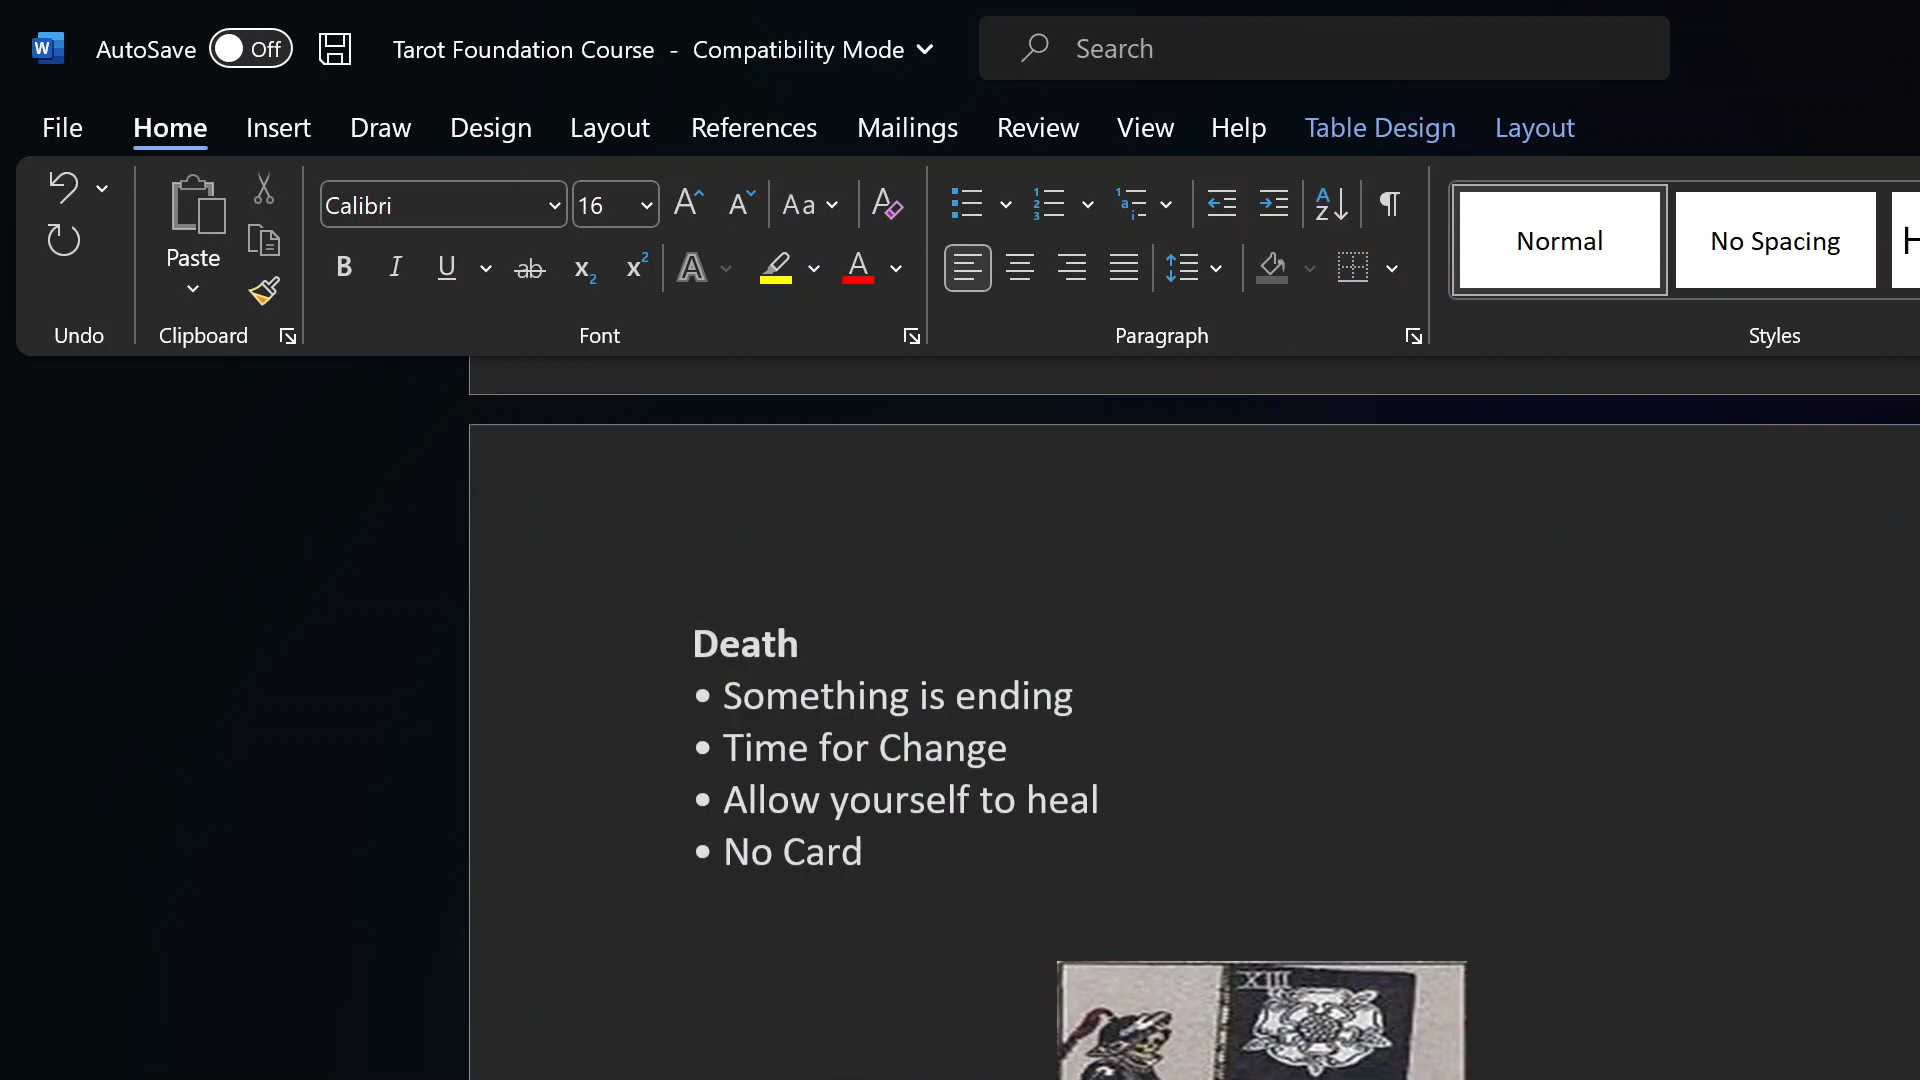 AutoSave Off Tarot Foundation Course - Compatibility Mode Search
File Home Insert Draw Design Layout References Mailings Review View Help Table Design Layout
Calibri 16
Paste
Normal
No Spacing
Undo Clipboard Font Paragraph Styles
Death
• Something is ending
• Time for Change
• Allow yourself to heal
• No Card
XIII